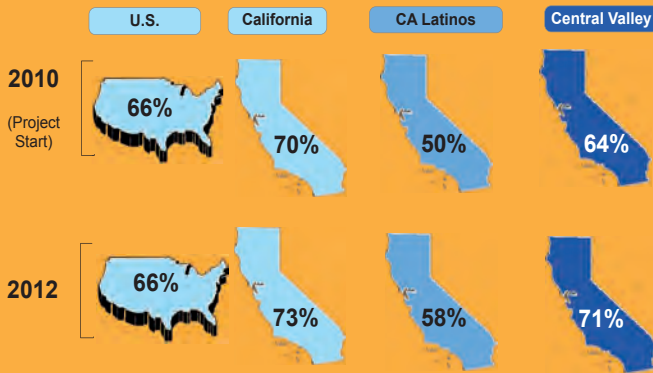 U.S.
California
CA Latinos
Central Valley
2010
(Project
Start)
66%
70%
50%
64%
2012
66%
73%
58%
71%